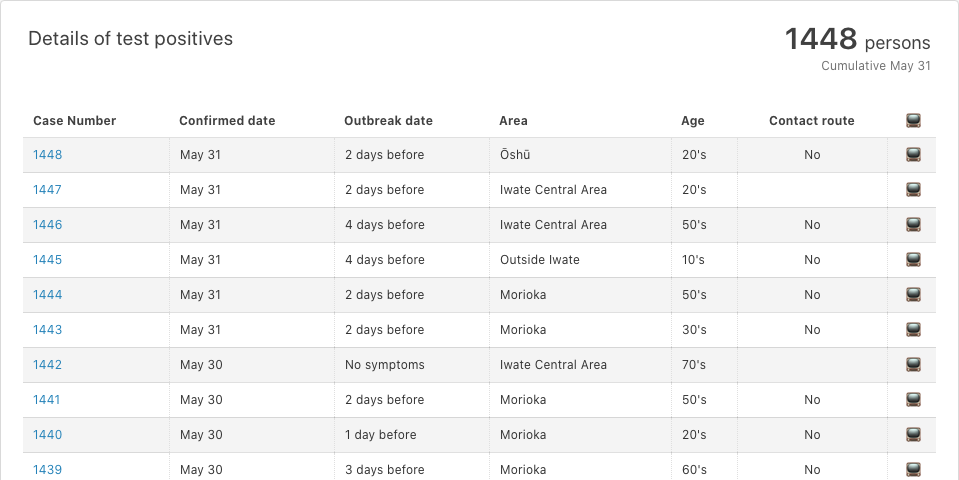 Details of test positives
1448 persons
Cumulative May 31
Case Number Confirmed date Outbreak date Area Age Contact route
1448 May 31 2 days before Ōshū 20's No
1447 May 31 2 days before Iwate Central Area 20's
1446 May 31 4 days before Iwate Central Area 50's No
1445 May 31 4 days before Outside Iwate 10's No
1444 May 31 2 days before Morioka 50's No
1443 May 31 2 days before Morioka 30's No
1442 May 30 No symptoms Iwate Central Area 70's
1441 May 30 2 days before Morioka 50's No
1440 May 30 1 day before Morioka 20's No
1439 May 30 3 days before Morioka 60's No